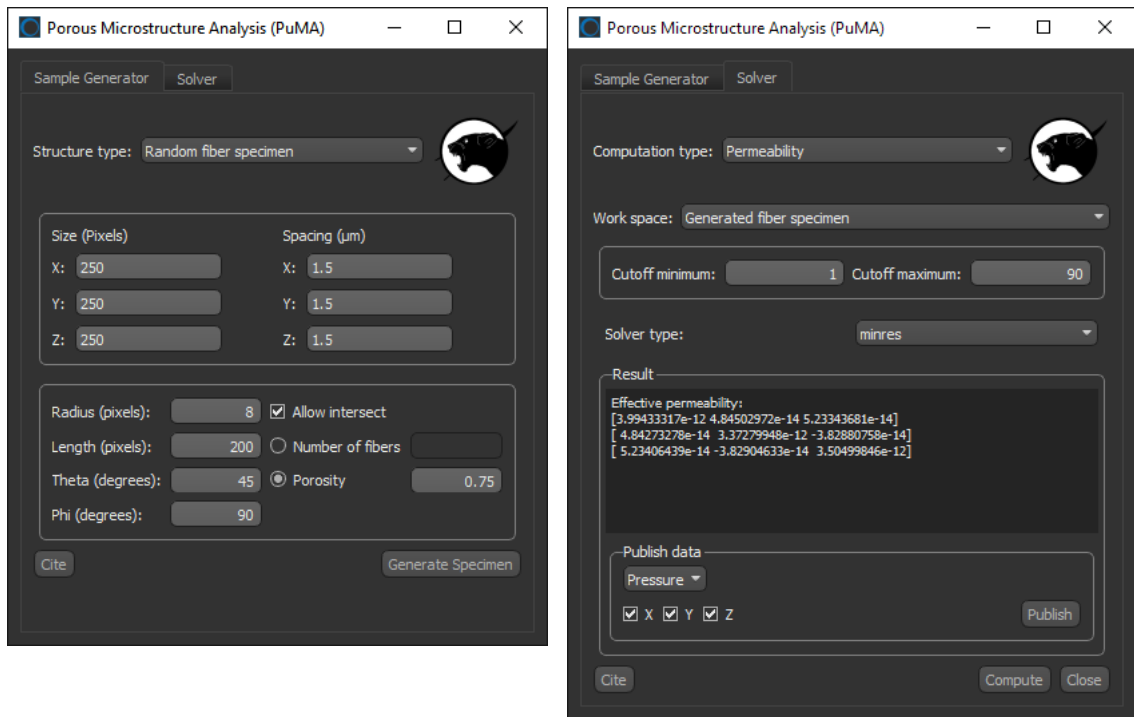 Porous Microstructure Analysis (PuMA)
Sample Generator Solver
Structure type: Random fiber specimen
Size (Pixels) Spacing (µm)
X: 250 X: 1.5
Y: 250 Y: 1.5
Z: 250 Z: 1.5
Radius (pixels): 8 Allow intersect
Length (pixels): 200 Number of fibers
Theta (degrees): 45 Porosity 0.75
Phi (degrees): 90
Cite Generate Specimen
Porous Microstructure Analysis (PuMA)
Sample Generator Solver
Computation type: Permeability
Work space: Generated fiber specimen
Cutoff minimum: 1 Cutoff maximum: 90
Solver type: minres
Result
Effective permeability:
[3.99433317e-12 4.84502972e-14 5.23343681e-14]
[ 4.84273278e-14 3.37279948e-12 -3.82880758e-14]
[ 5.23406439e-14 -3.82904633e-14 3.50499846e-12]
Publish data
Pressure
X Y Z Publish
Cite Compute Close